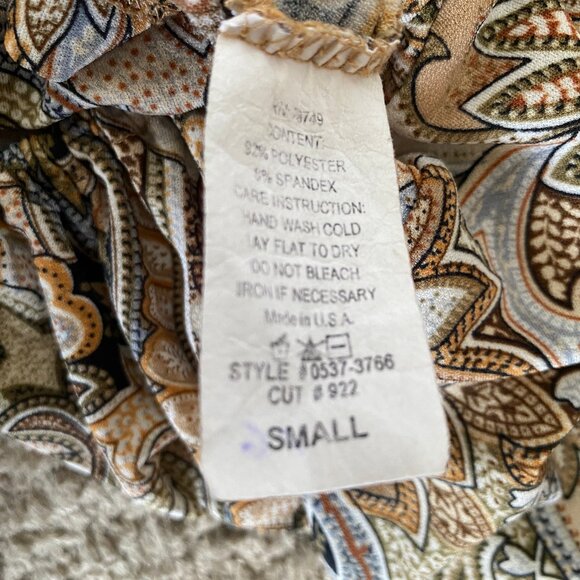 CONTENT:
92% POLYESTER
8% SPANDEX
CARE INSTRUCTION:
HAND WASH COLD
LAY FLAT TO DRY
DO NOT BLEACH
IRON IF NECESSARY
Made in U.S.A.
STYLE # 0537-3766
CUT # 922
SMALL